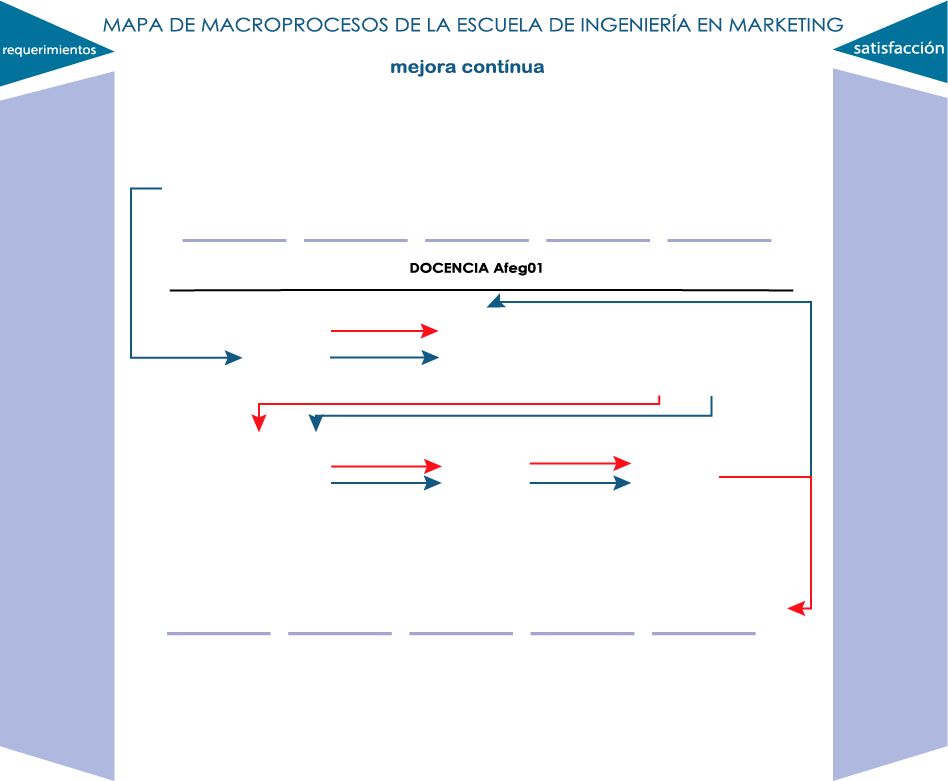 MAPA DE MACROPROCESOS DE LA ESCUELA DE INGENIERÍA EN MARKETING
requerimientos
satisfacción
mejora contínua
DOCENCIA Afeg01